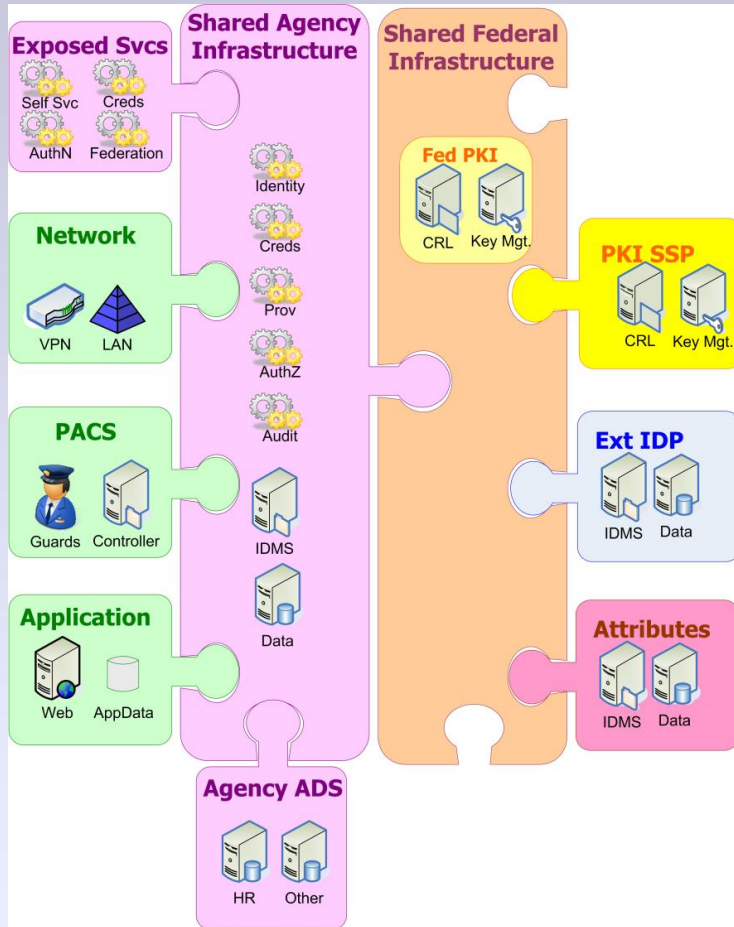 Exposed Svcs
Self Svc
Creds
AuthN
Federation
Shared Agency
Infrastructure
Identity
Creds
Prov
AuthZ
Audit
IDMS
Data
Shared Federal
Infrastructure
Fed PKI
CRL
Key Mgt.
Network
VPN
LAN
PKI SSP
CRL
Key Mgt.
PACS
Guards
Controller
Ext IDP
IDMS
Data
Application
Web
AppData
Attributes
IDMS
Data
Agency ADS
HR
Other